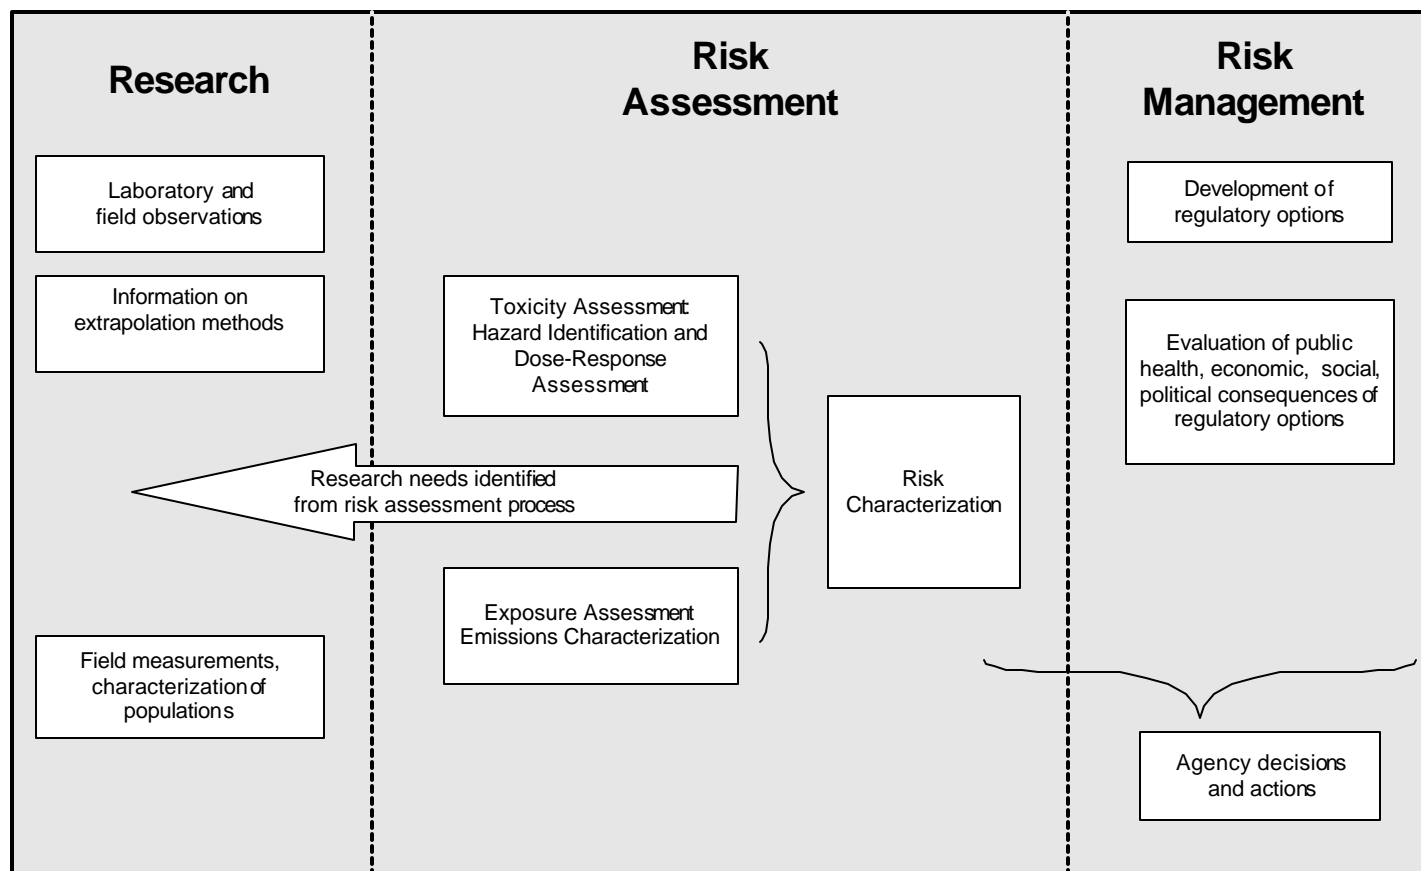 Research
Laboratory and
field observations
Information on
extrapolation methods
Field measurements,
characterization of
populations
Risk
Assessment
Toxicity Assessment:
Hazard Identification and
Dose-Response
Assessment
Research needs identified
from risk assessment process
Exposure Assessment
Emissions Characterization
Risk
Characterization
Risk
Management
Development of
regulatory options
Evaluation of public
health, economic, social,
political consequences of
regulatory options
Agency decisions
and actions